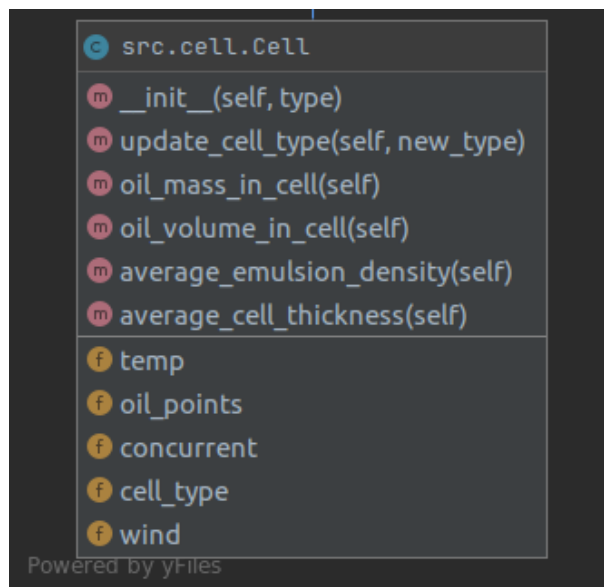 C src.cell.Cell
m __init__(self, type)
m update_cell_type(self, new_type)
m oil_mass_in_cell(self)
m oil_volume_in_cell(self)
m average_emulsion_density(self)
m average_cell_thickness(self)
f temp
f oil_points
f concurrent
f cell_type
f wind
Powered by yFiles